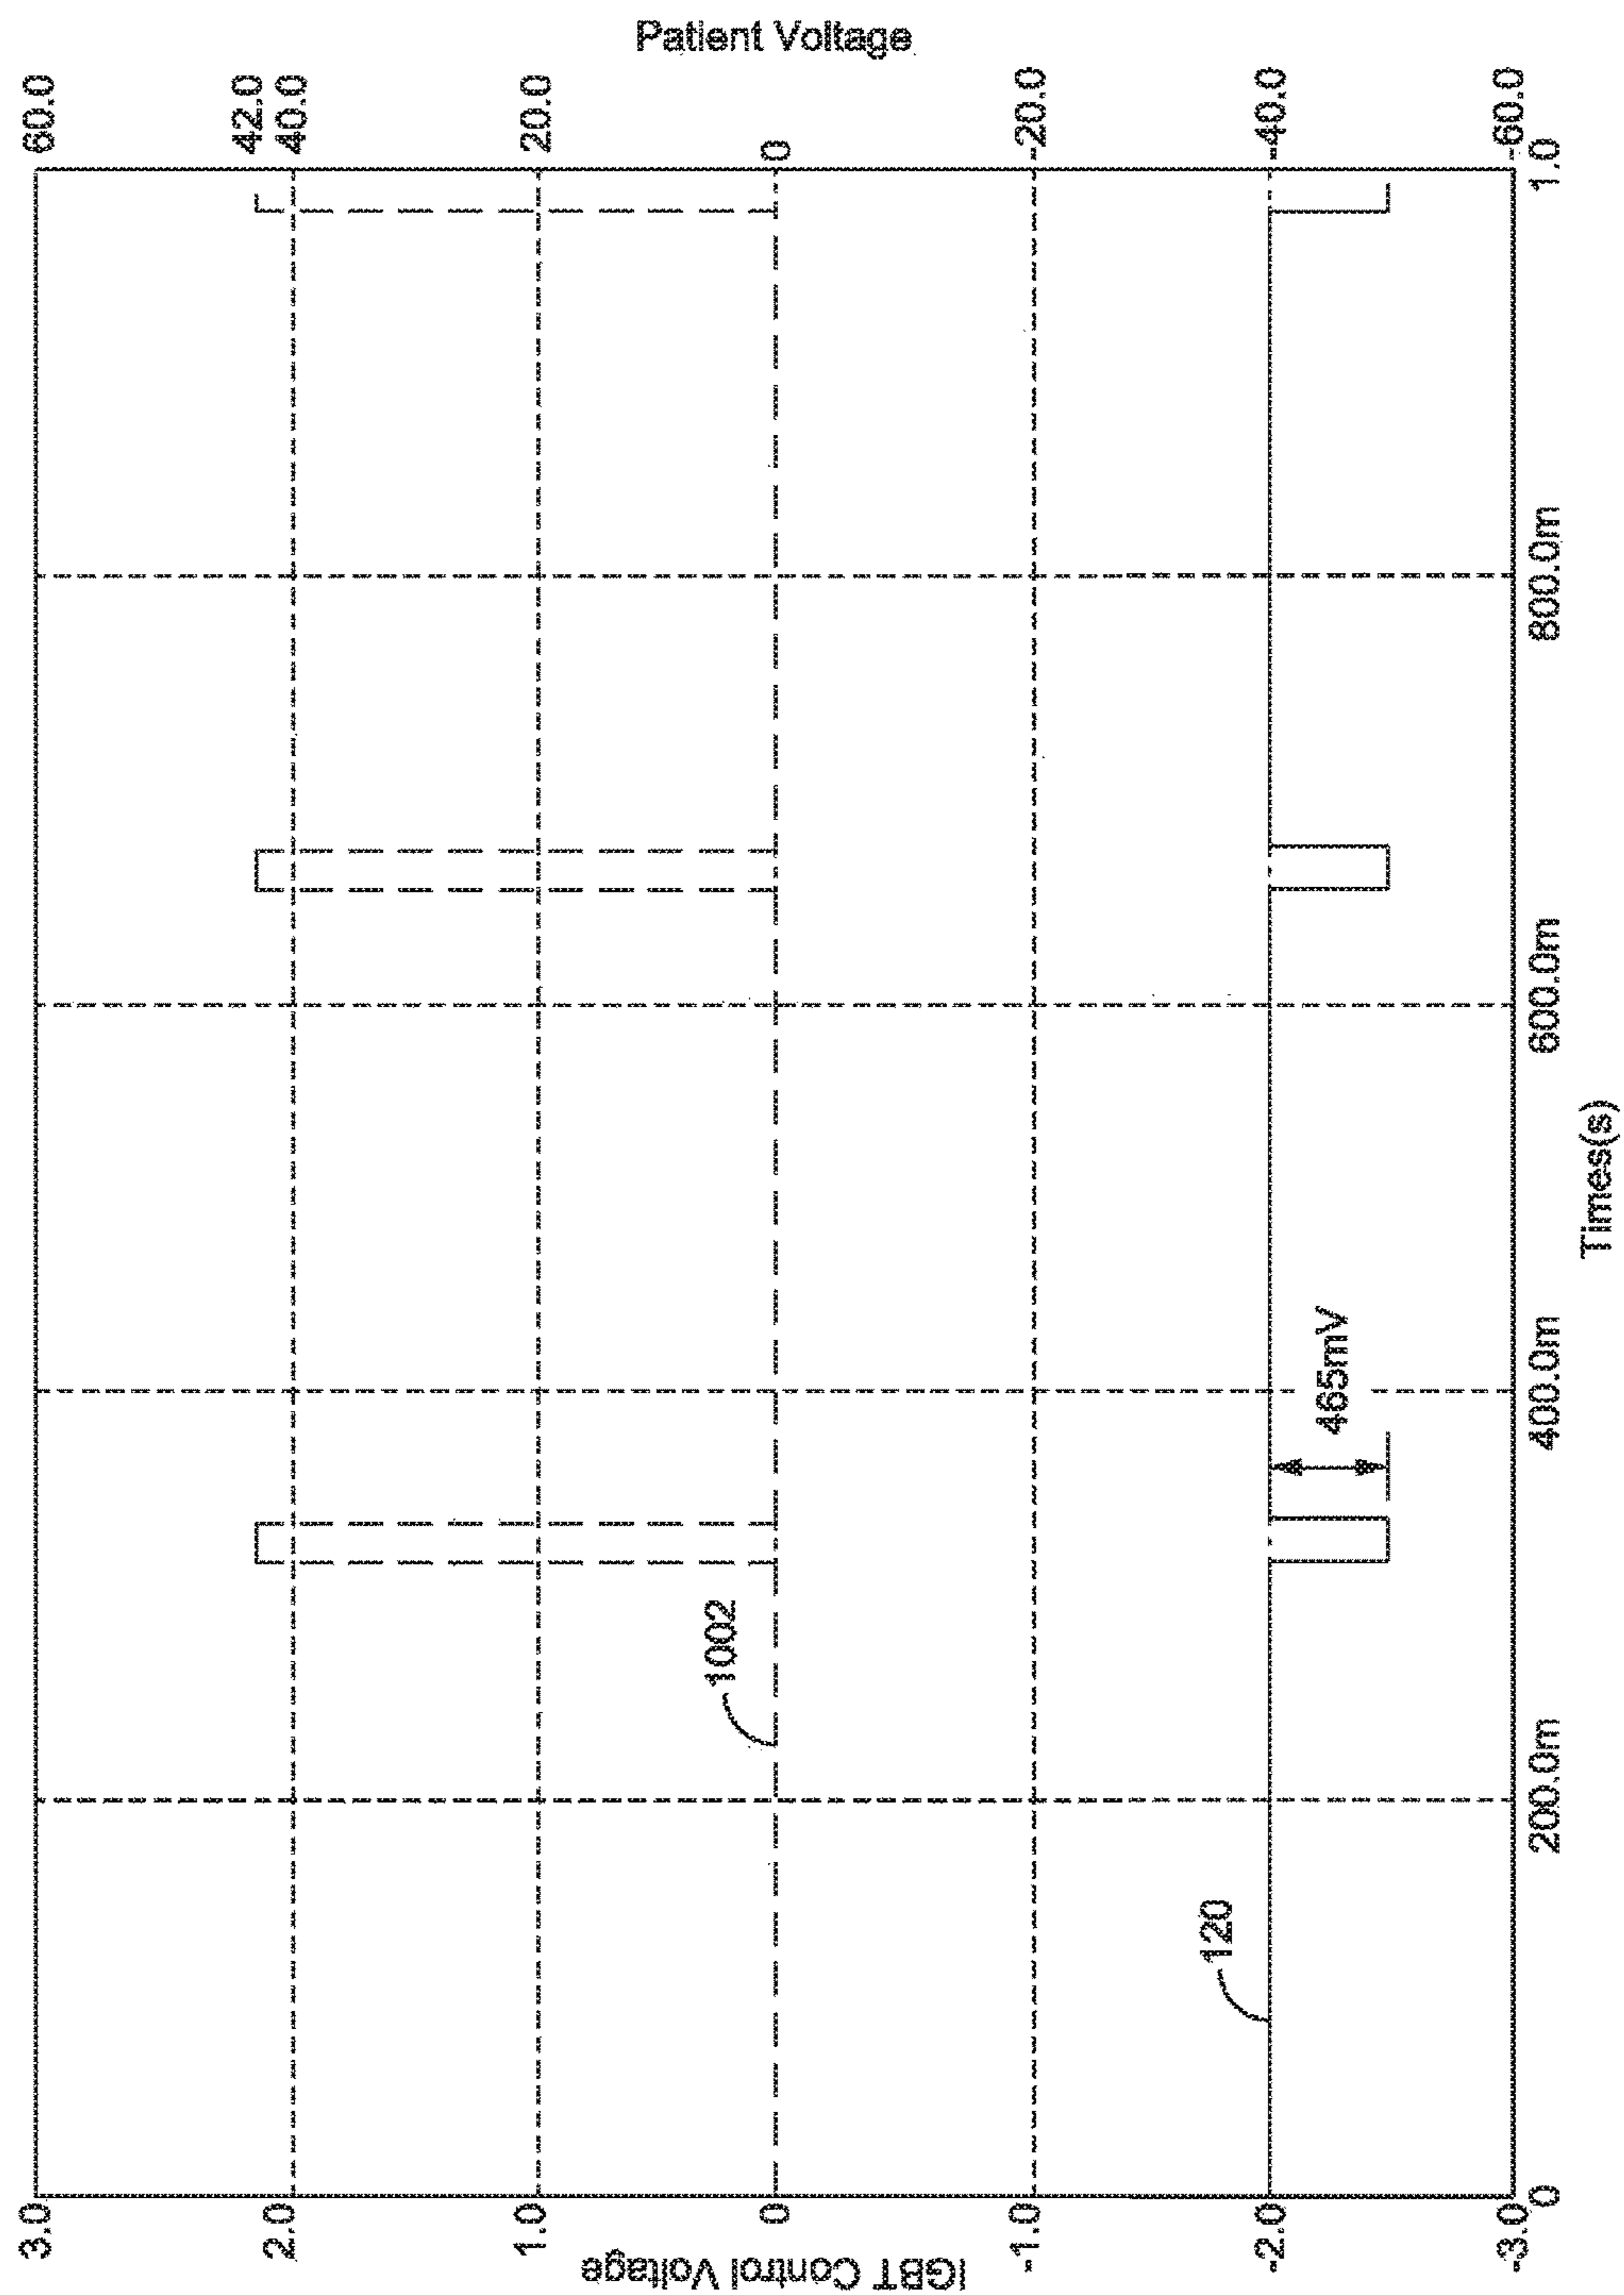 Patient Voltage
60.0
42.0
40.0
20.0
0
-20.0
-40.0
-60.0
1002
120
465mV
3.0
2.0
1.0
0
-1.0
-2.0
-3.0
IGBT Control Voltage
0
200.0m
400.0m
600.0m
800.0m
1.0
Times(s)